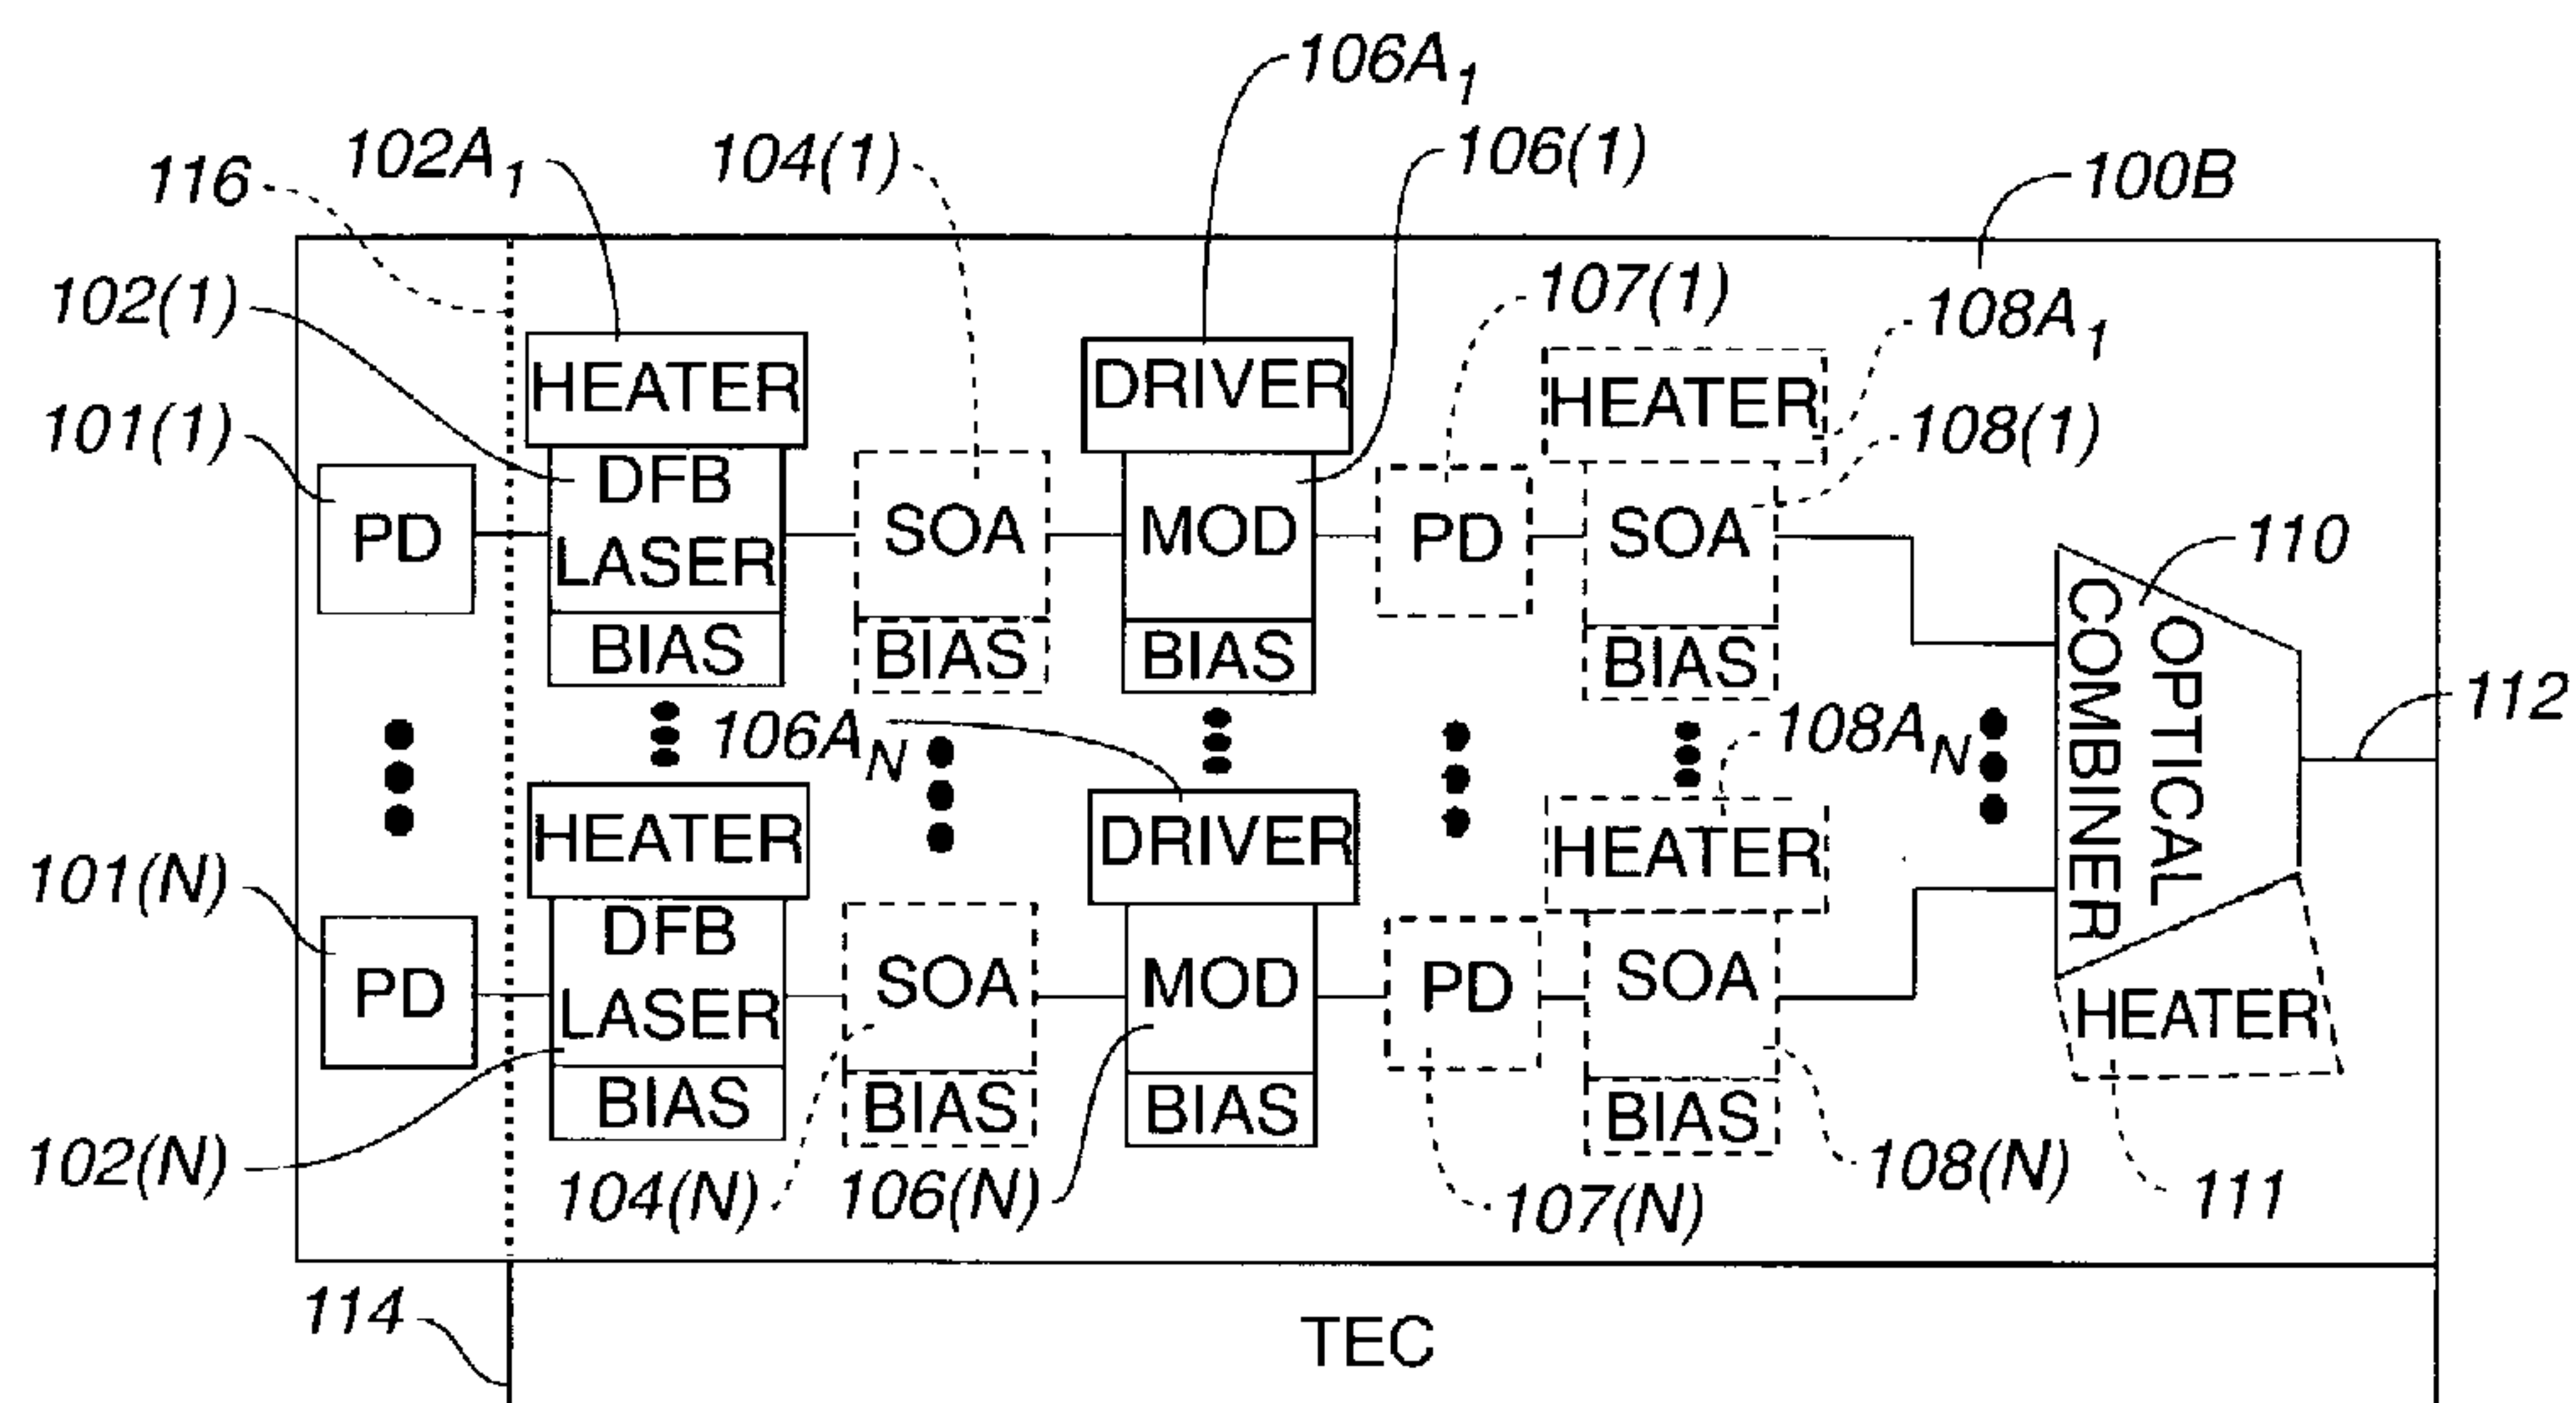 106A1
116
102A1
104(1)
106(1)
100B
102(1)
107(1)
108A1
101(1)
HEATER
DRIVER
HEATER
108(1)
PD
DFB
LASER
BIAS
SOA
BIAS
MOD
BIAS
PD
SOA
BIAS
110
OPTICAL
COMBINER
112
106AN
108AN
101(N)
HEATER
DRIVER
HEATER
PD
DFB
LASER
BIAS
SOA
BIAS
MOD
BIAS
PD
SOA
BIAS
HEATER
102(N)
104(N)
106(N)
107(N)
108(N)
111
114
TEC